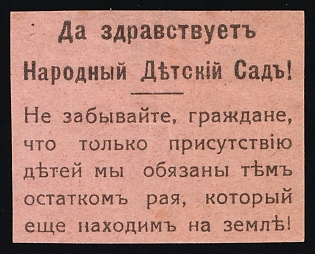 Да здравствуетъ
Народный Дѣтскій Садъ!
Не забывайте, граждане,
что только присутствію
дѣтей мы обязаны тѣмъ
остаткомъ рая, который
еще находимъ на землѣ!